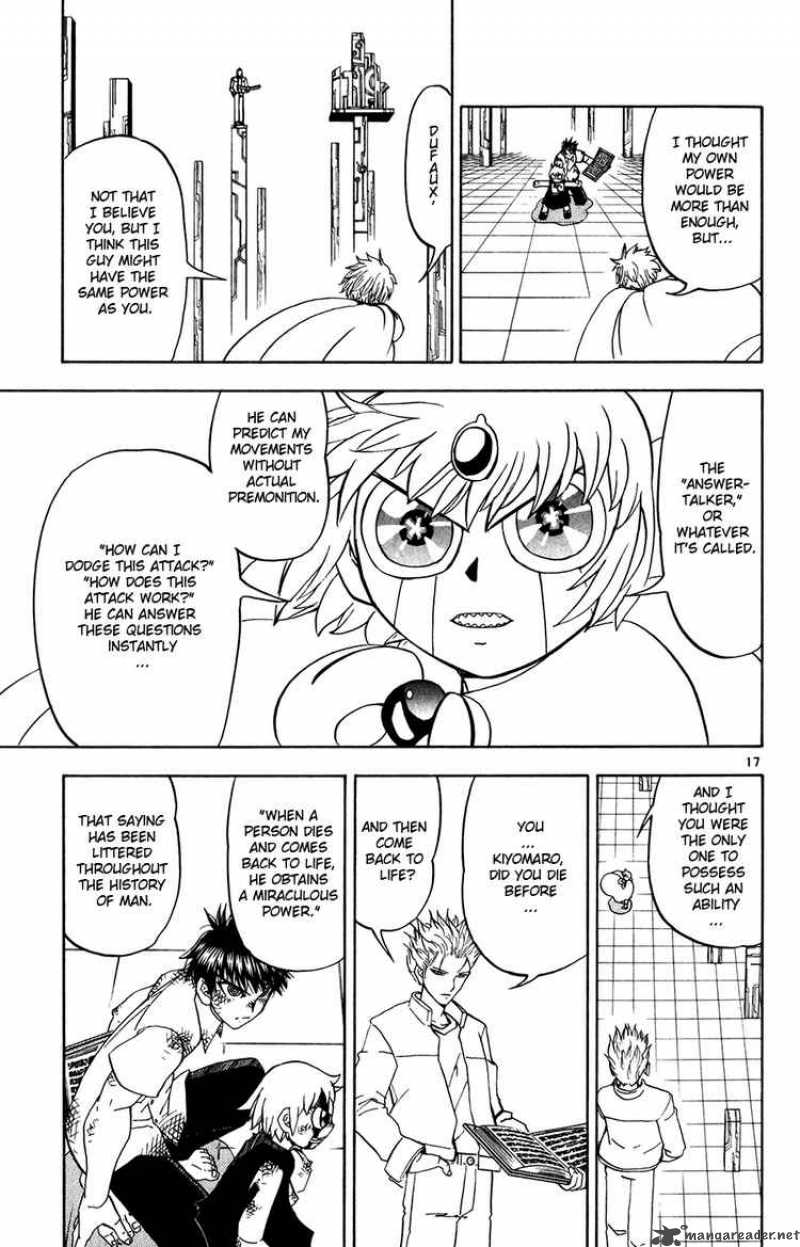 I THOUGHT
MY OWN
POWER
WOULD BE
MORE THAN
ENOUGH,
BUT...
DUFAUX,
NOT THAT
I BELIEVE
YOU, BUT I
THINK THIS
GUY MIGHT
HAVE THE
SAME POWER
AS YOU.
THE
"ANSWER-
TALKER,"
OR
WHATEVER
IT'S CALLED.
HE CAN
PREDICT MY
MOVEMENTS
WITHOUT
ACTUAL
PREMONITION.
"HOW CAN I
DODGE THIS
ATTACK?"
"HOW DOES THIS
ATTACK WORK?"
HE CAN ANSWER
THESE QUESTIONS
INSTANTLY
...
17
AND I
THOUGHT
YOU WERE
THE ONLY
ONE TO
POSSESS
SUCH AN
ABILITY
...
YOU
...
KIYOMARO,
DID YOU DIE
BEFORE
...
AND THEN
COME
BACK TO
LIFE?
"WHEN A
PERSON DIES
AND COMES
BACK TO LIFE,
HE OBTAINS
A MIRACULOUS
POWER."
THAT SAYING
HAS BEEN
LITTERED
THROUGHOUT
THE HISTORY
OF MAN.
mangareader.net